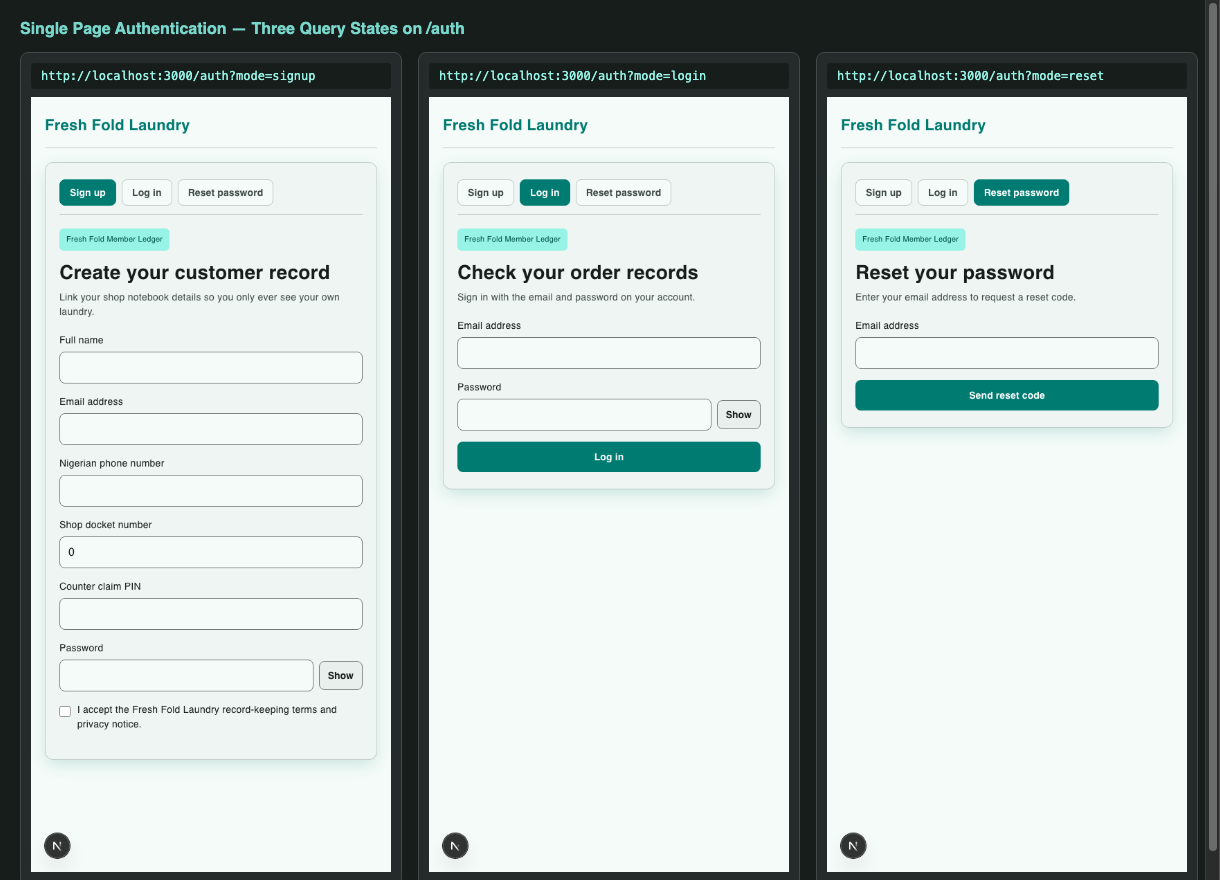 Single Page Authentication — Three Query States on /auth
http://localhost:3000/auth?mode=signup
Fresh Fold Laundry
Sign up
Log in
Reset password
Fresh Fold Member Ledger
Create your customer record
Link your shop notebook details so you only ever see your own
laundry.
Full name
Email address
Nigerian phone number
Shop docket number
0
Counter claim PIN
Password
Show
I accept the Fresh Fold Laundry record-keeping terms and
privacy notice.
N
http://localhost:3000/auth?mode=login
Fresh Fold Laundry
Sign up
Log in
Reset password
Fresh Fold Member Ledger
Check your order records
Sign in with the email and password on your account.
Email address
Password
Show
Log in
N
http://localhost:3000/auth?mode=reset
Fresh Fold Laundry
Sign up
Log in
Reset password
Fresh Fold Member Ledger
Reset your password
Enter your email address to request a reset code.
Email address
Send reset code
N